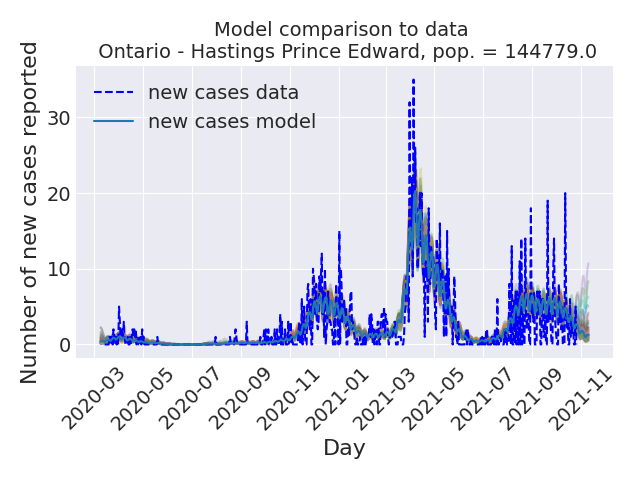 Model comparison to data
Ontario - Hastings Prince Edward, pop. = 144779.0
Number of new cases reported
30
20
10
0
new cases data
new cases model
2020-03
2020-05
2020-07
2020-09
2020-11
2021-01
2021-03
2021-05
2021-07
2021-09
2021-11
Day